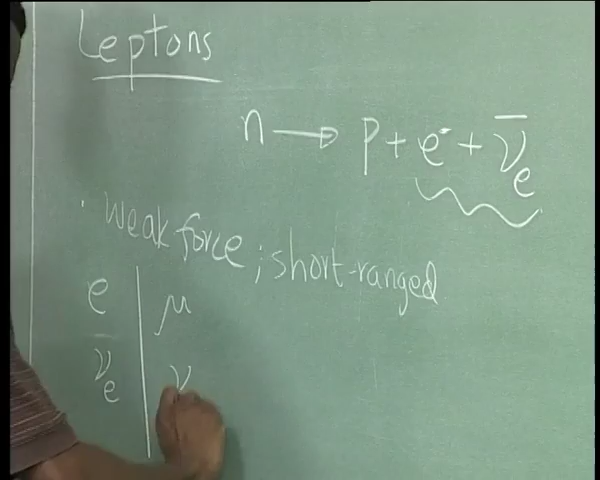 Leptons
n → p + e⁻ + ν̅ₑ
· Weak force ; short-ranged
e | μ
νₑ | ν